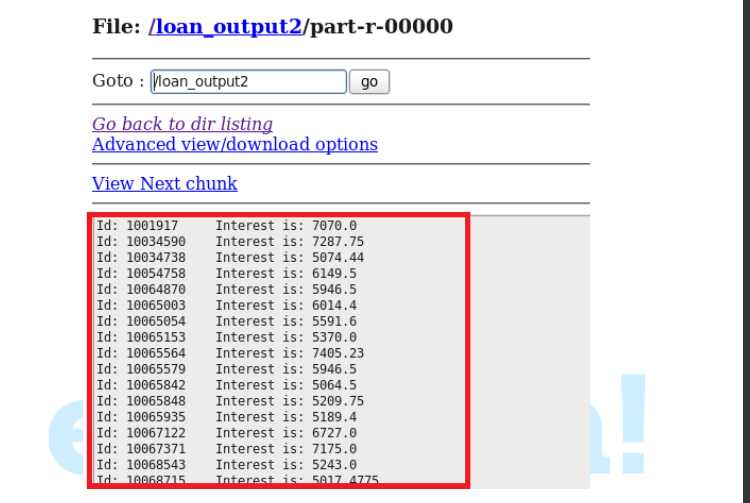 File: /loan_output2/part-r-00000
Goto : /loan_output2 go
Go back to dir listing
Advanced view/download options
View Next chunk
Id: 1001917 Interest is: 7070.0
Id: 10034590 Interest is: 7287.75
Id: 10034738 Interest is: 5074.44
Id: 10054758 Interest is: 6149.5
Id: 10064870 Interest is: 5946.5
Id: 10065003 Interest is: 6014.4
Id: 10065054 Interest is: 5591.6
Id: 10065153 Interest is: 5370.0
Id: 10065564 Interest is: 7405.23
Id: 10065579 Interest is: 5946.5
Id: 10065842 Interest is: 5064.5
Id: 10065848 Interest is: 5209.75
Id: 10065935 Interest is: 5189.4
Id: 10067122 Interest is: 6727.0
Id: 10067371 Interest is: 7175.0
Id: 10068543 Interest is: 5243.0
Id: 10068715 Interest is: 5017.4775